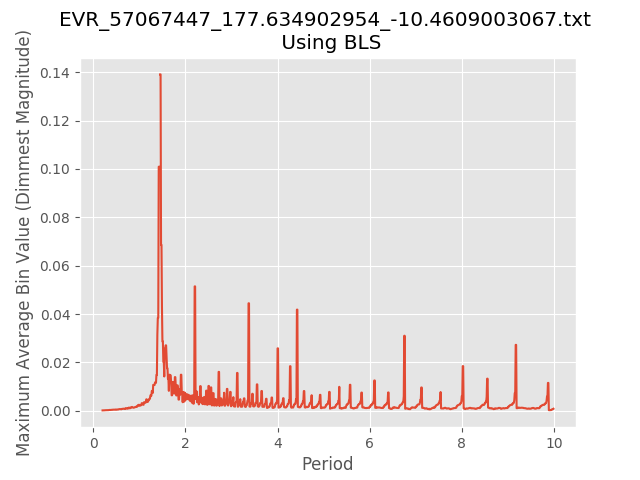 EVR_57067447_177.634902954_-10.4609003067.txt
Using BLS
Maximum Average Bin Value (Dimmest Magnitude)
0.14
0.12
0.10
0.08
0.06
0.04
0.02
0.00
0 2 4 6 8 10
Period